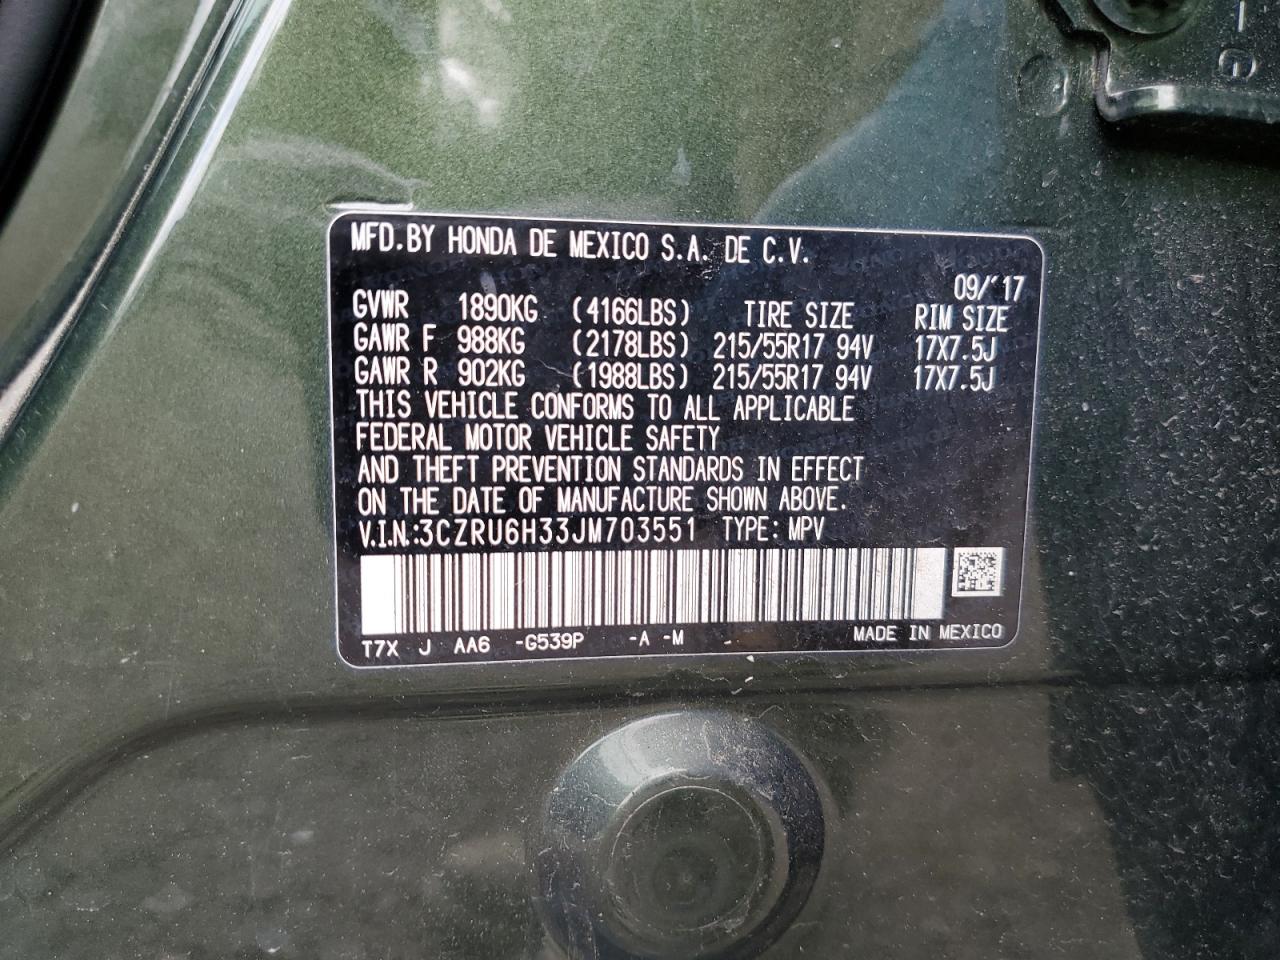 MFD.BY HONDA DE MEXICO S.A. DE C.V.
09/'17
GVWR 1890KG (4166LBS) TIRE SIZE RIM SIZE
GAWR F 988KG (2178LBS) 215/55R17 94V 17X7.5J
GAWR R 902KG (1988LBS) 215/55R17 94V 17X7.5J
THIS VEHICLE CONFORMS TO ALL APPLICABLE
FEDERAL MOTOR VEHICLE SAFETY
AND THEFT PREVENTION STANDARDS IN EFFECT
ON THE DATE OF MANUFACTURE SHOWN ABOVE.
V.I.N.:3CZRU6H33JM703551 TYPE: MPV
T7X J AA6 -G539P -A -M - MADE IN MEXICO